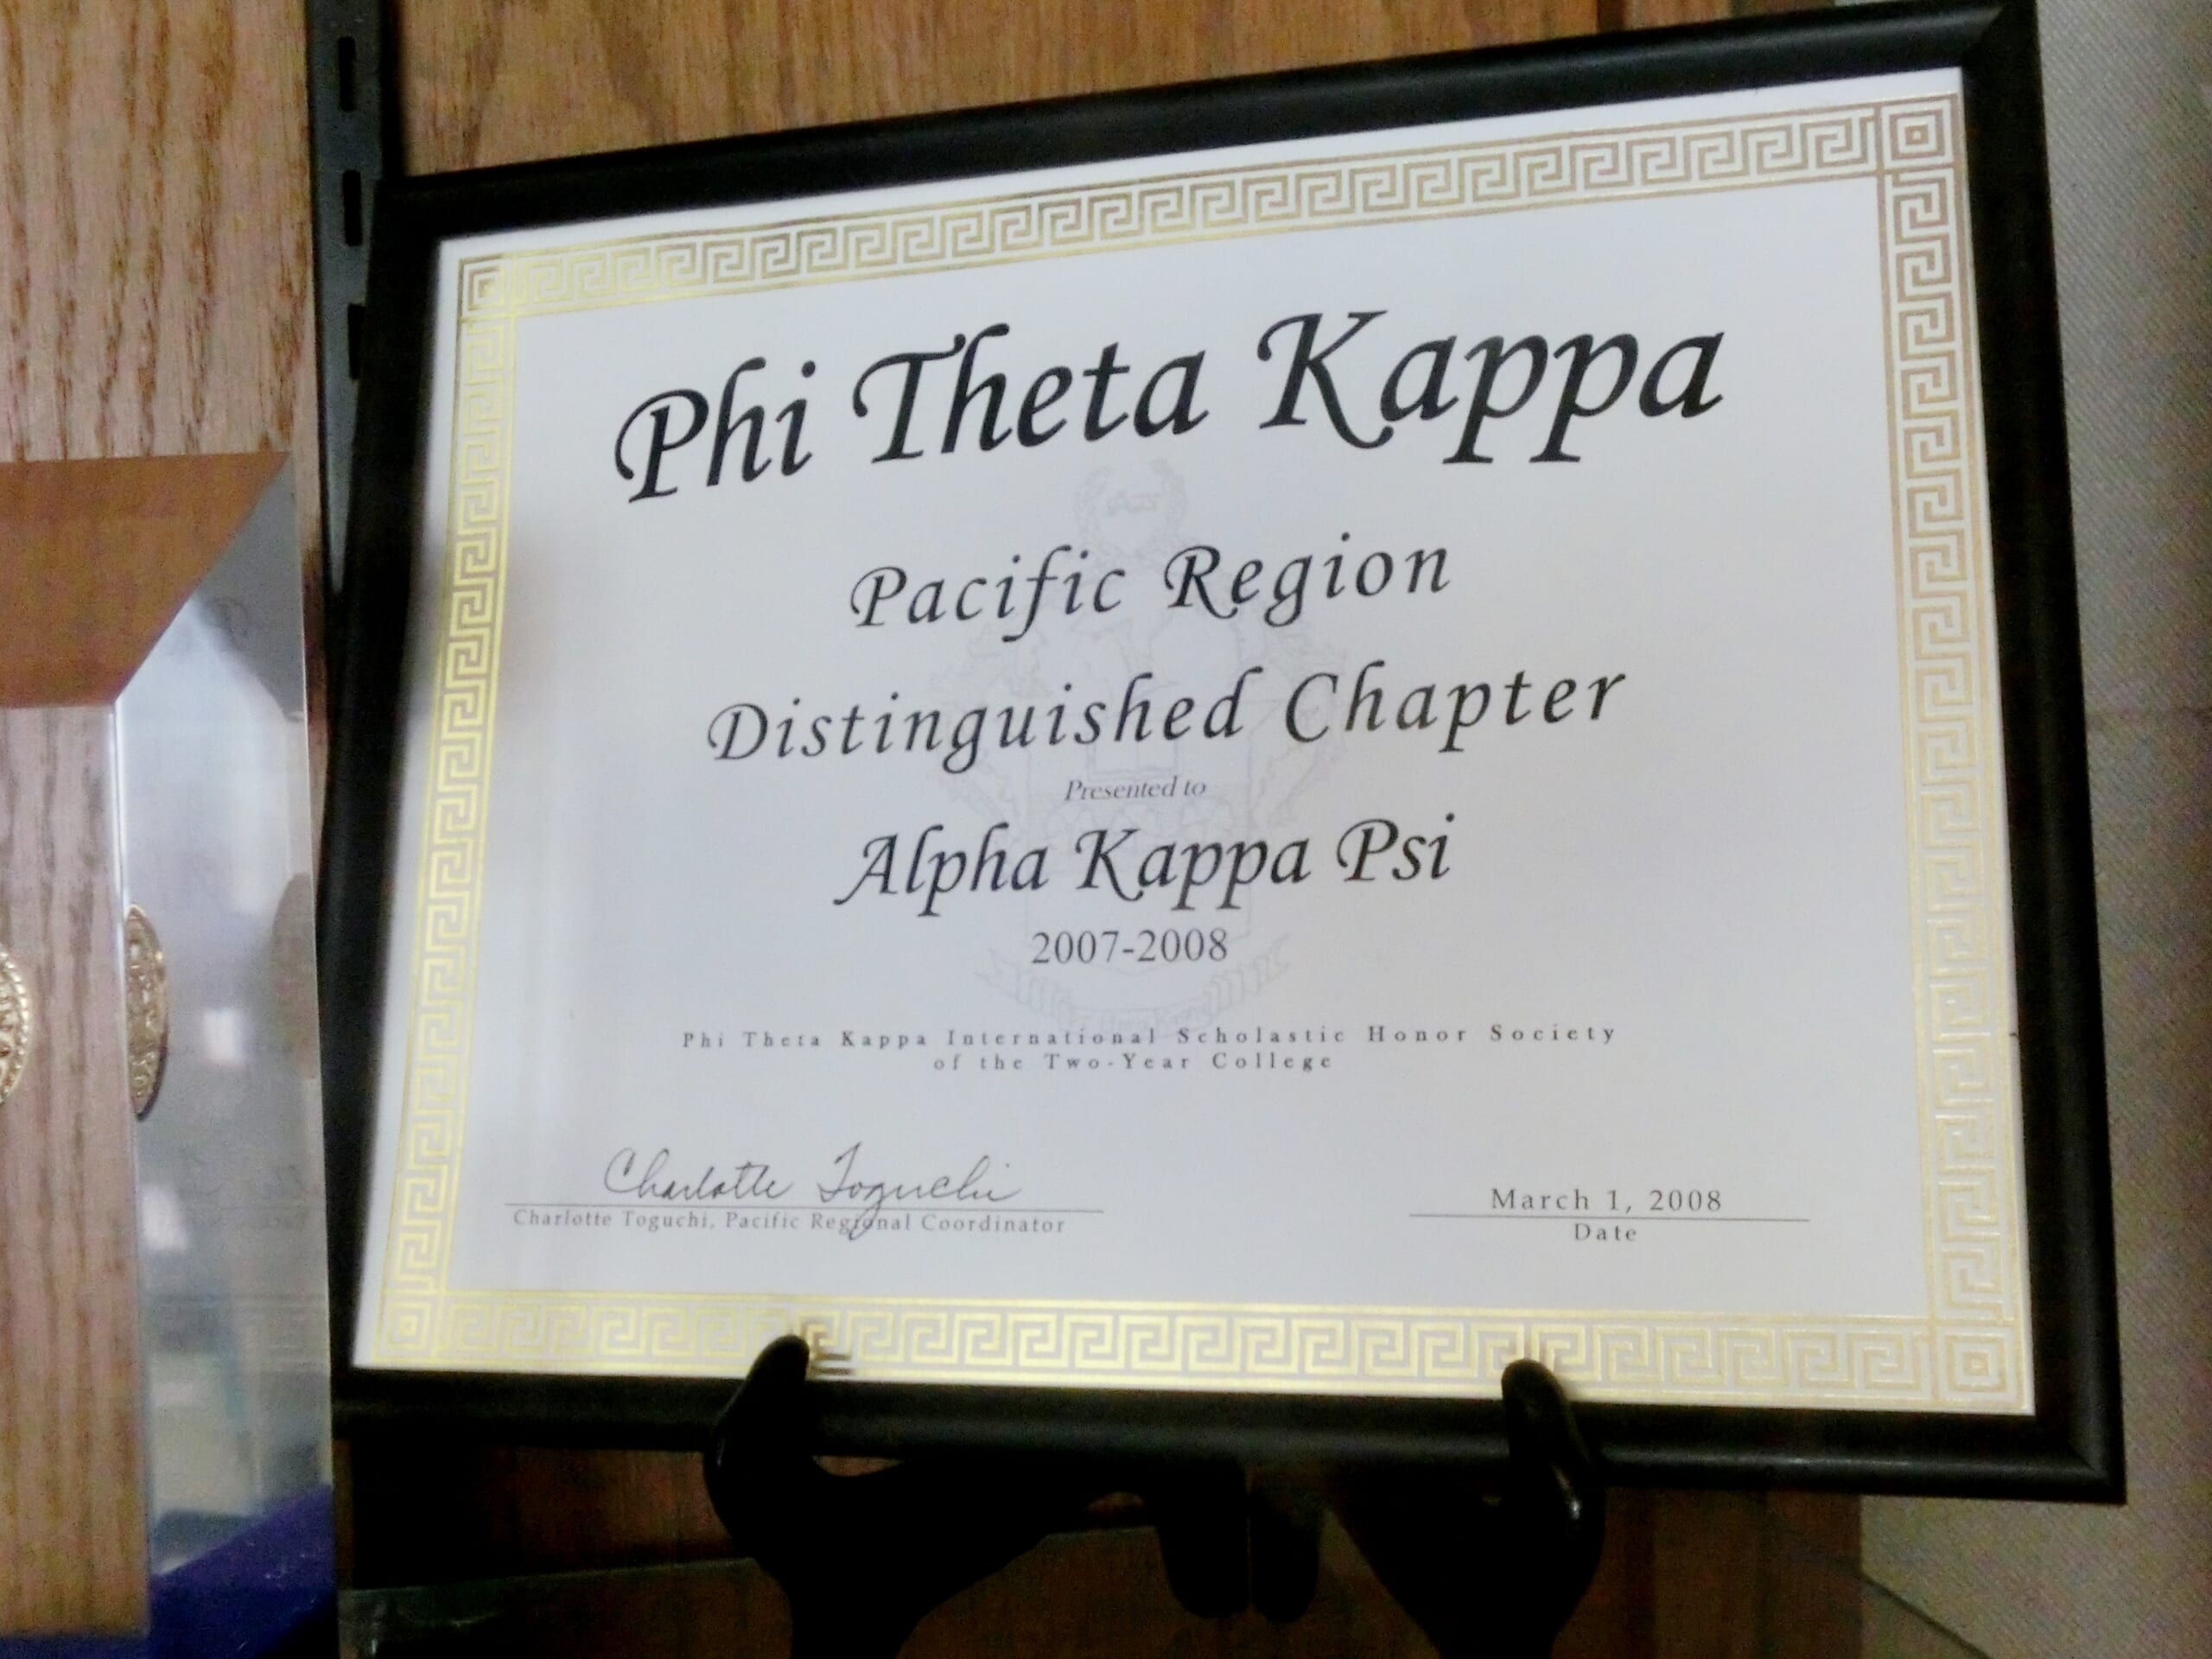 Phi Theta Kappa
Pacific Region
Distinguished Chapter
Presented to
Alpha Kappa Psi
2007-2008
Phi Theta Kappa International Scholastic Honor Society
of the Two-Year College
Charlotte Toguchi
Charlotte Toguchi, Pacific Regional Coordinator
March 1, 2008
Date